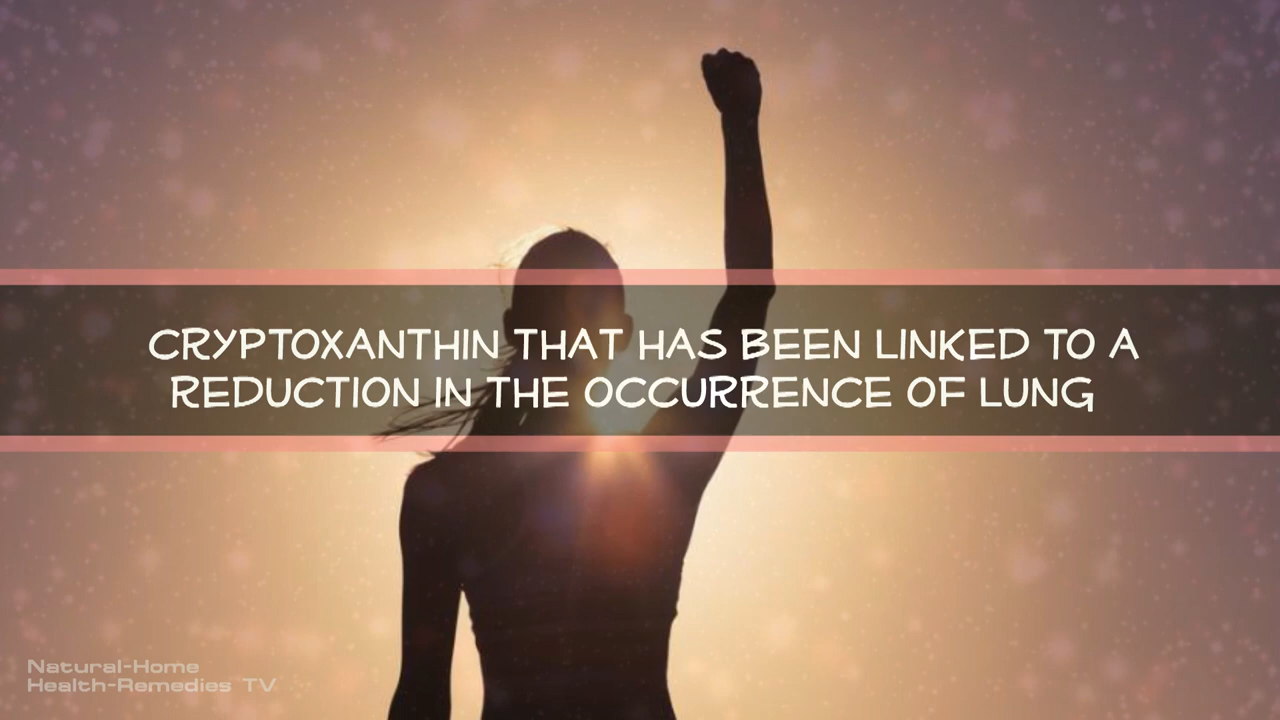 CRYPTOXANTHIN THAT HAS BEEN LINKED TO A
REDUCTION IN THE OCCURRENCE OF LUNG
Natural-Home
Health-Remedies TV